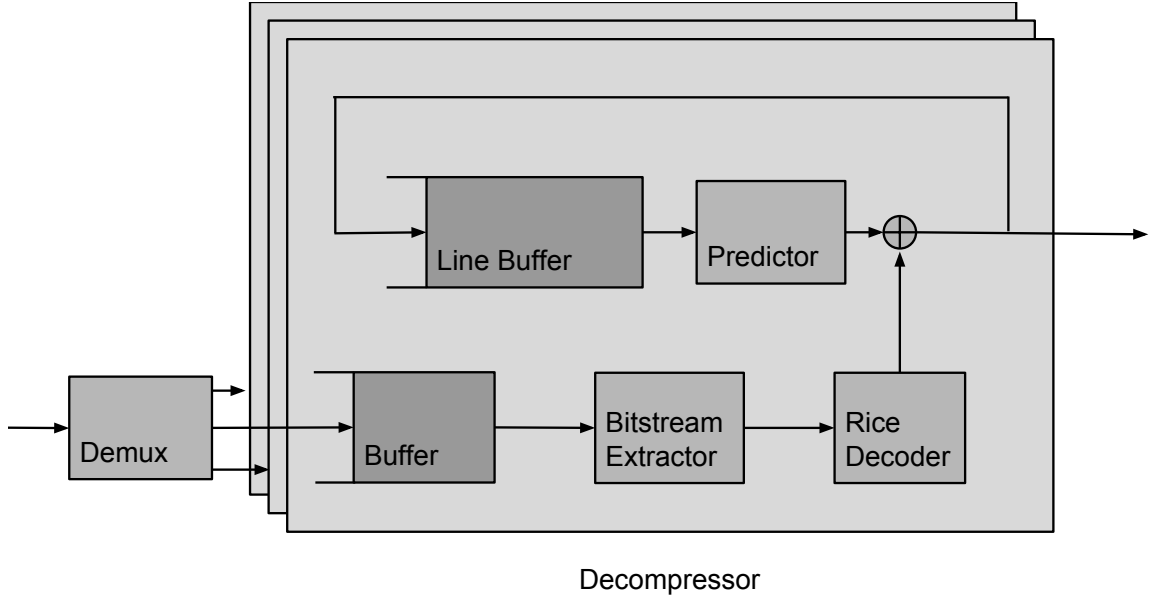 Line Buffer
Predictor
Demux
Buffer
Bitstream
Extractor
Rice
Decoder
Decompressor